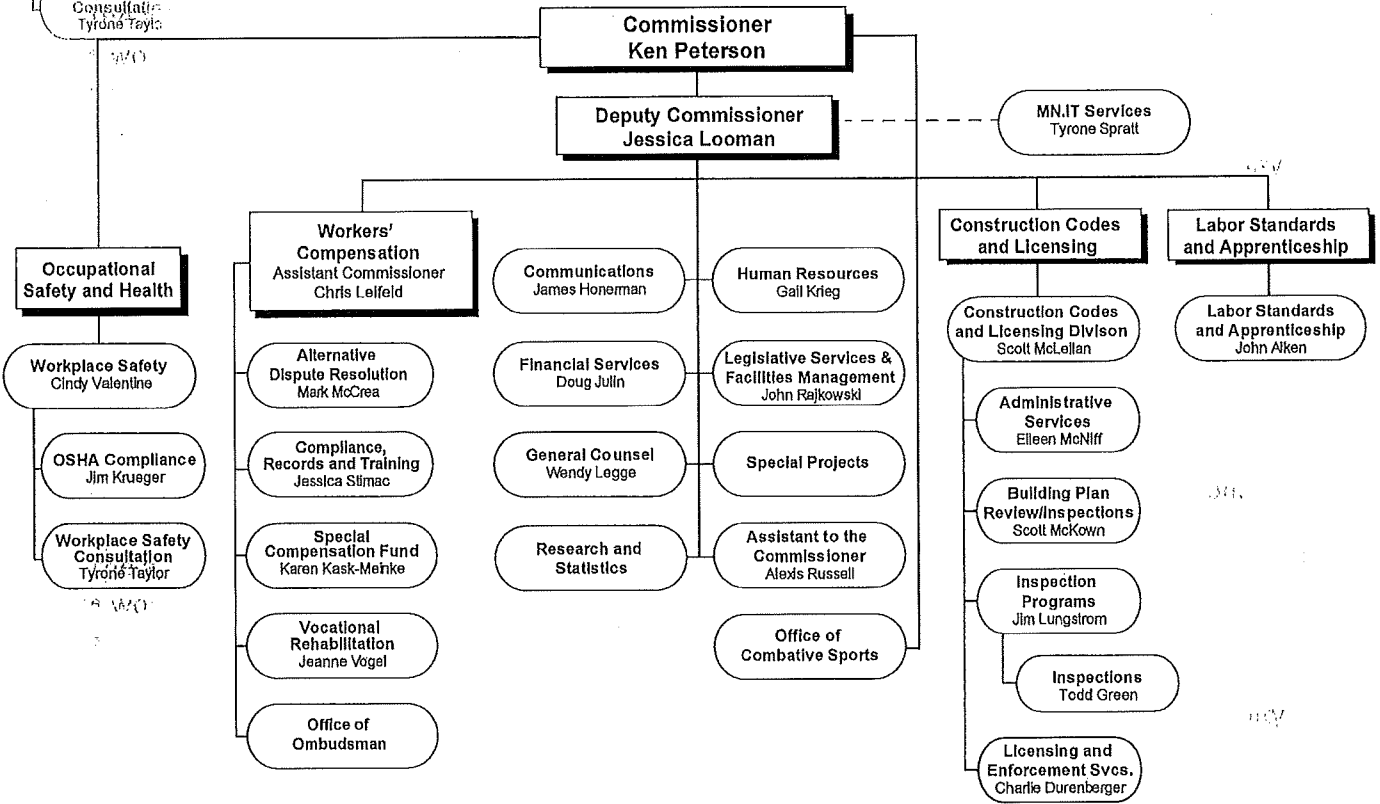 Consultatio
Tyrone Taylo
Commissioner
Ken Peterson
Deputy Commissioner
Jessica Looman
MN.IT Services
Tyrone Spratt
Occupational
Safety and Health
Workplace Safety
Cindy Valentine
OSHA Compliance
Jim Krueger
Workplace Safety
Consultation
Tyrone Taylor
Workers'
Compensation
Assistant Commissioner
Chris Leifeld
Alternative
Dispute Resolution
Mark McCrea
Compliance,
Records and Training
Jessica Stimac
Special
Compensation Fund
Karen Kask-Meinke
Vocational
Rehabilitation
Jeanne Vogel
Office of
Ombudsman
Communications
James Honerman
Human Resources
Gail Krieg
Financial Services
Doug Julin
Legislative Services &
Facilities Management
John Rajkowski
General Counsel
Wendy Legge
Special Projects
Research and
Statistics
Assistant to the
Commissioner
Alexis Russell
Office of
Combative Sports
Construction Codes
and Licensing
Construction Codes
and Licensing Divison
Scott McLellan
Administrative
Services
Eileen McNiff
Building Plan
Review/Inspections
Scott McKown
Inspection
Programs
Jim Lungstrom
Inspections
Todd Green
Licensing and
Enforcement Svcs.
Charlie Durenberger
Labor Standards
and Apprenticeship
Labor Standards
and Apprenticeship
John Aiken